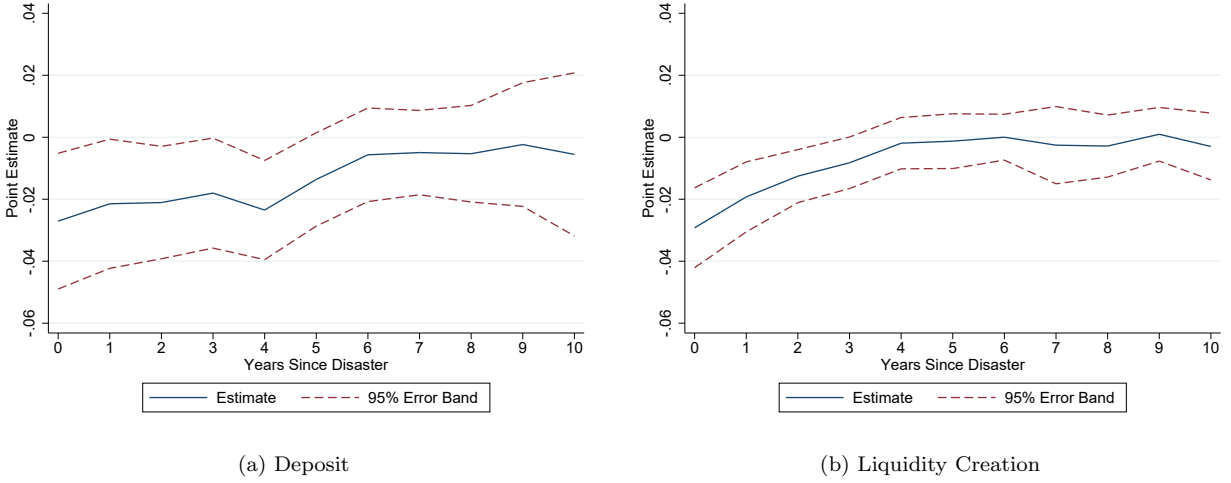 .04
.02
0
-.02
-.04
-.06
Point Estimate
0 1 2 3 4 5 6 7 8 9 10
Years Since Disaster
Estimate 95% Error Band
(a) Deposit
.04
.02
0
-.02
-.04
-.06
Point Estimate
0 1 2 3 4 5 6 7 8 9 10
Years Since Disaster
Estimate 95% Error Band
(b) Liquidity Creation